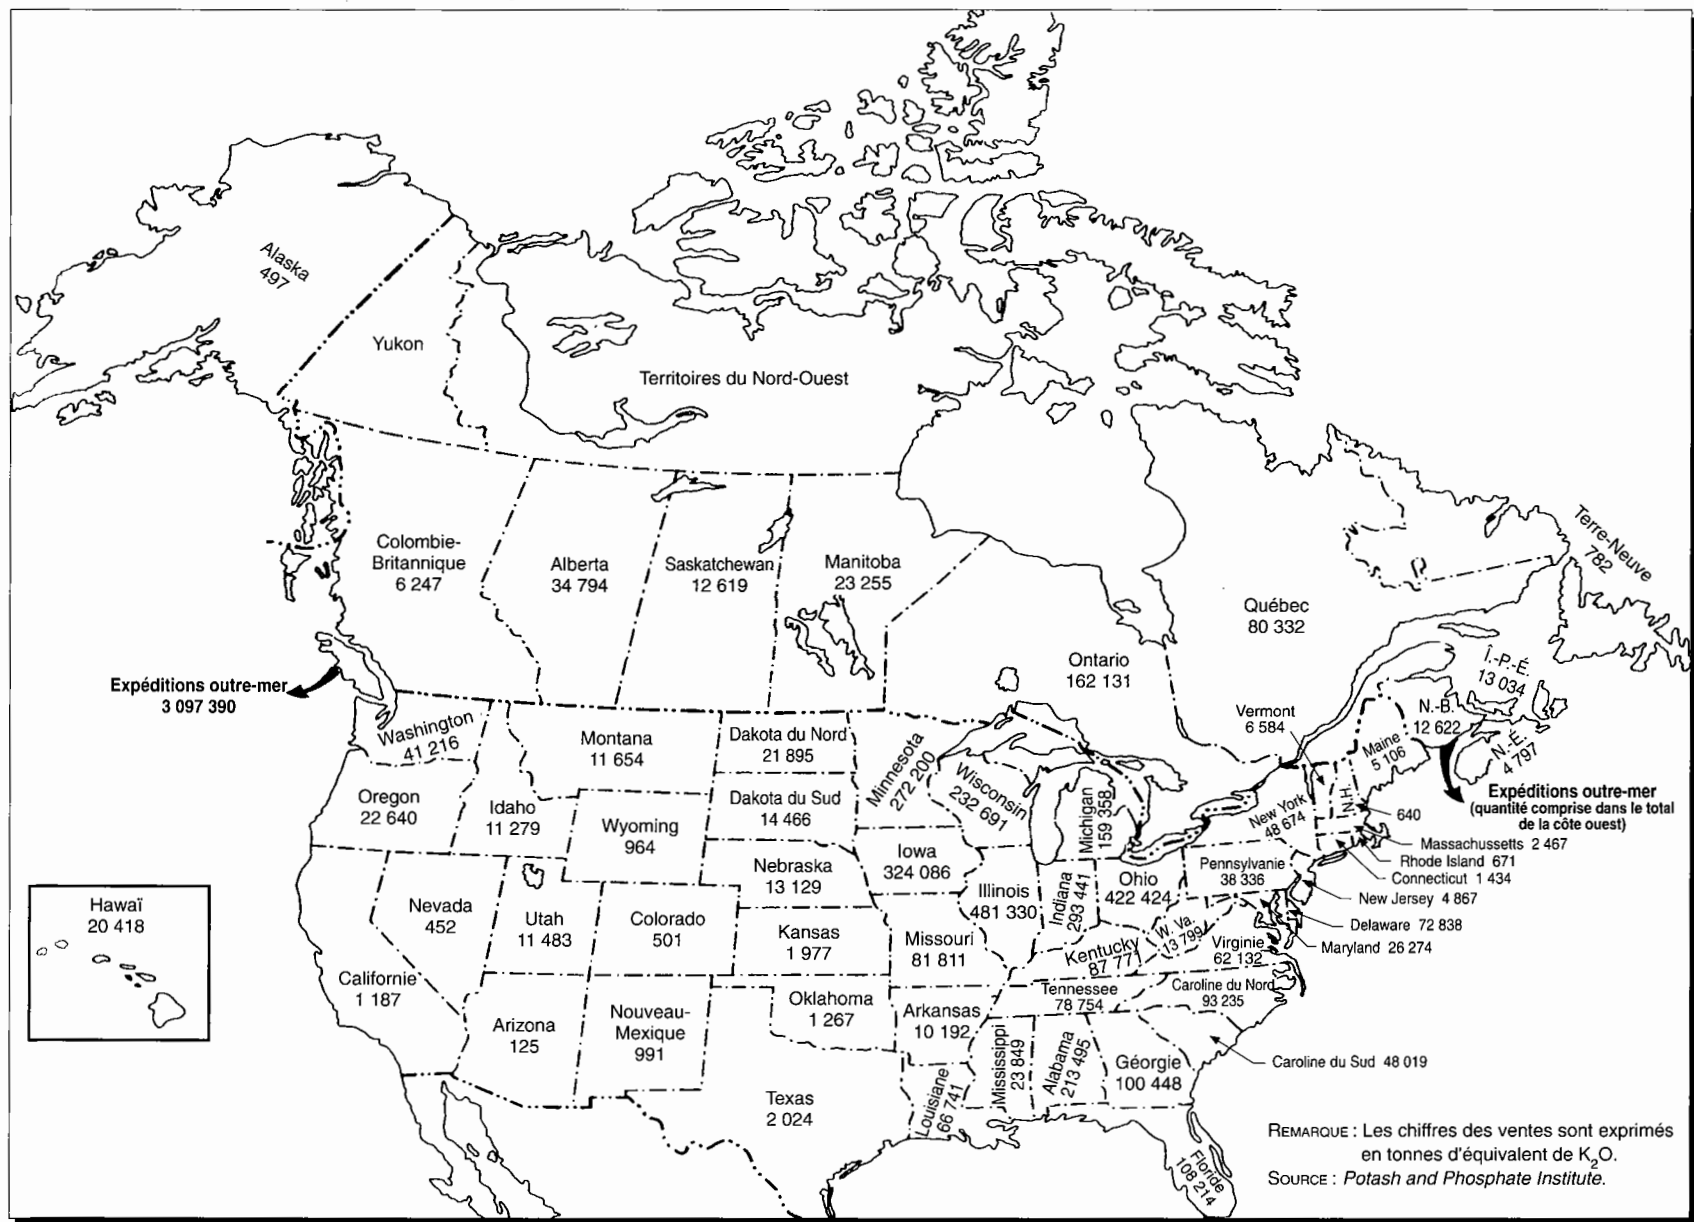 Alaska
497
Yukon
Territoires du Nord-Ouest
Colombie-
Britannique
6 247
Alberta
34 794
Saskatchewan
12 619
Manitoba
23 255
Ontario
162 131
Québec
80 332
Terre-Neuve
782
Î.-P.-É.
13 034
N.-B.
12 622
N.-É.
4 797
Expéditions outre-mer
3 097 390
Expéditions outre-mer
(quantité comprise dans le total
de la côte ouest)
Washington
41 216
Oregon
22 640
Idaho
11 279
Montana
11 654
Wyoming
964
Dakota du Nord
21 895
Dakota du Sud
14 466
Nebraska
13 129
Kansas
1 977
Minnesota
272 200
Wisconsin
232 691
Michigan
159 358
Iowa
324 086
Illinois
481 330
Indiana
293 441
Ohio
422 424
Missouri
81 811
Kentucky
87 771
W. Va.
13 799
Virginie
62 132
Pennsylvanie
38 336
New York
48 674
Vermont
6 584
Maine
5 106
N.H.
640
Massachussetts 2 467
Rhode Island 671
Connecticut 1 434
New Jersey 4 867
Delaware 72 838
Maryland 26 274
Hawaï
20 418
Nevada
452
Utah
11 483
Colorado
501
Californie
1 187
Arizona
125
Nouveau-
Mexique
991
Oklahoma
1 267
Texas
2 024
Arkansas
10 192
Louisiane
66 741
Mississippi
23 849
Alabama
213 495
Tennessee
78 754
Caroline du Nord
93 235
Géorgie
100 448
Caroline du Sud 48 019
Floride
108 214
REMARQUE : Les chiffres des ventes sont exprimés
en tonnes d'équivalent de K2O.
SOURCE : Potash and Phosphate Institute.